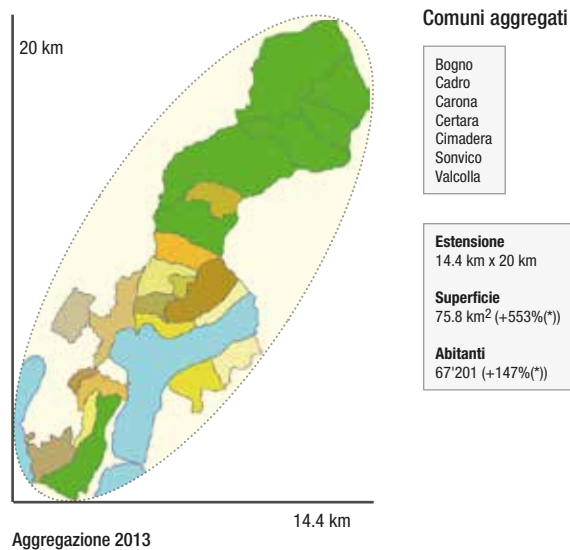 20 km
14.4 km
Aggregazione 2013
Comuni aggregati
Bogno
Cadro
Carona
Certara
Cimadera
Sonvico
Valcolla
Estensione
14.4 km x 20 km
Superficie
75.8 km² (+553%(*))
Abitanti
67'201 (+147%(*))